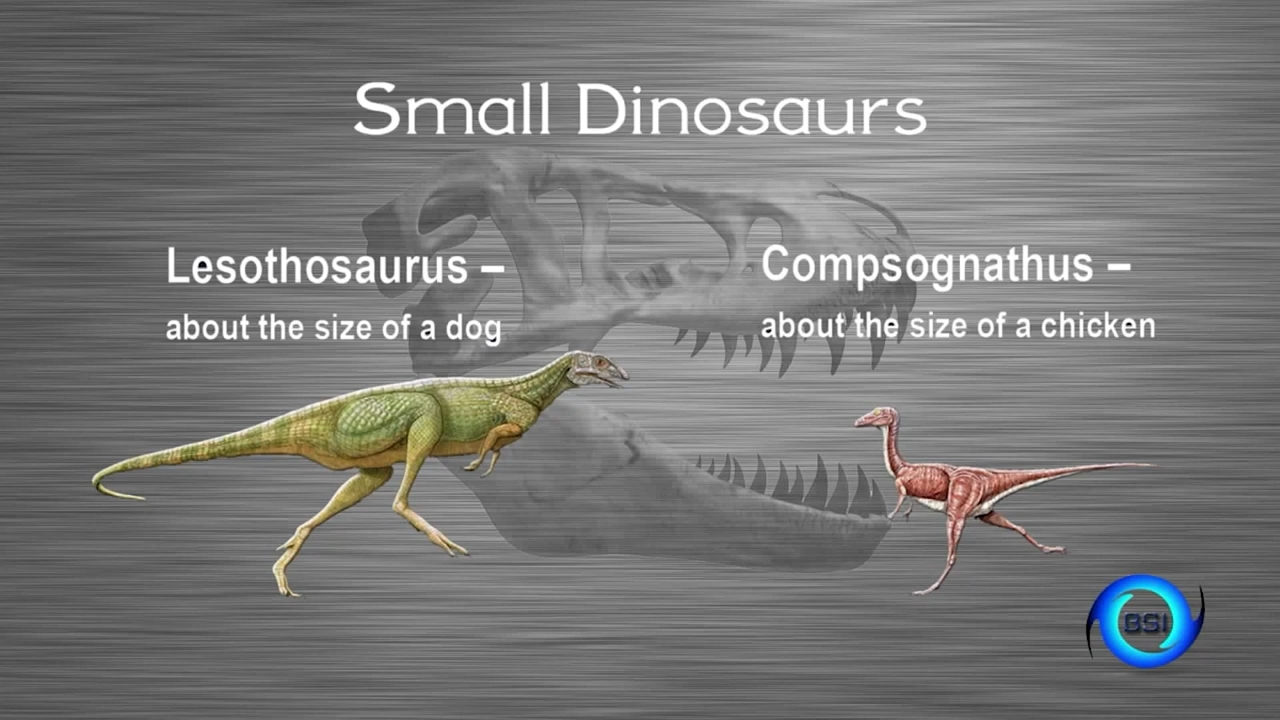 Small Dinosaurs
Lesothosaurus –
about the size of a dog
Compsognathus –
about the size of a chicken
BSI